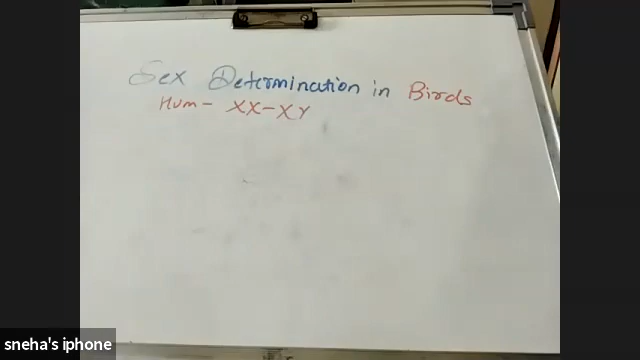 Sex Determination in Birds
Hum - XX - XY
sneha's iphone